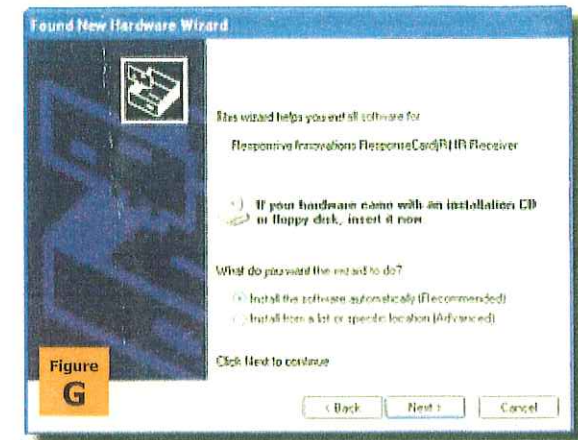 Found New Hardware Wizard
This wizard helps you install software for
Responsive Innovations ResponseCard(R) IR Receiver
If your hardware came with an installation CD
or floppy disk, insert it now
What do you want the wizard to do?
Install the software automatically (Recommended)
Install from a list or specific location (Advanced)
Click Next to continue
Figure
G
< Back
Next >
Cancel